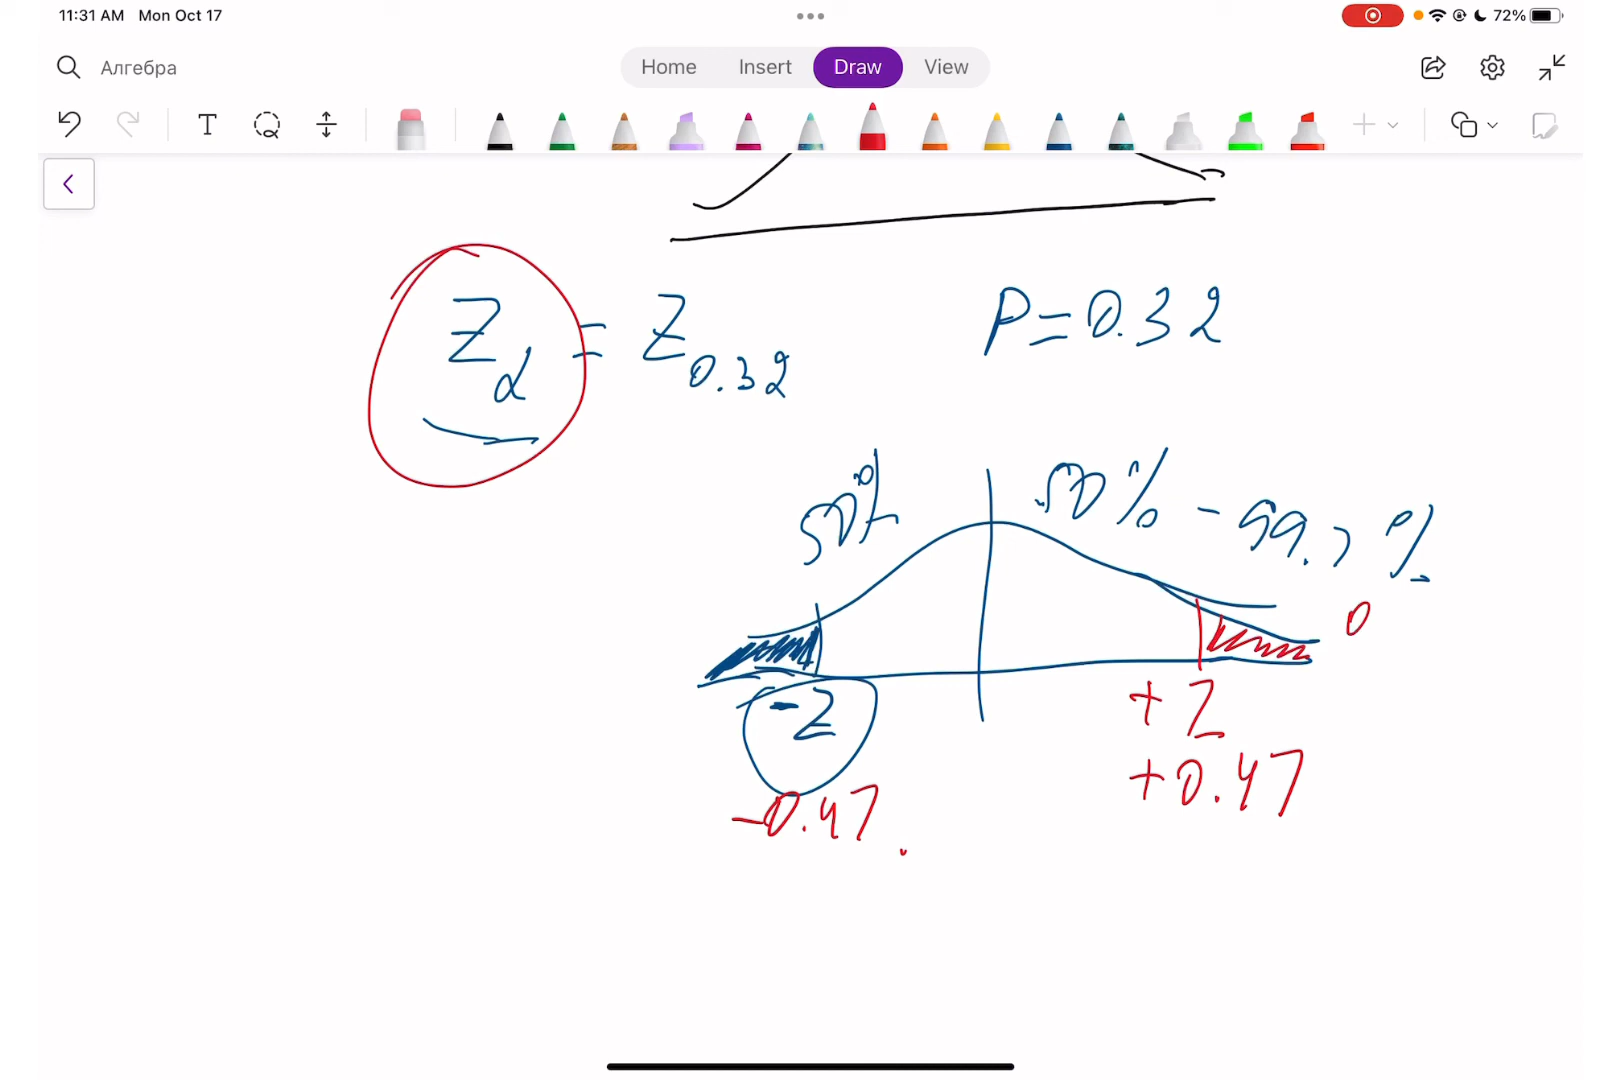 11:31 AM Mon Oct 17
72%
Алгебра
Home Insert Draw View
T
Zα = Z0.32
P=0.32
50%
50% - 99.7%
0
-Z
+Z
-0.47
+0.47